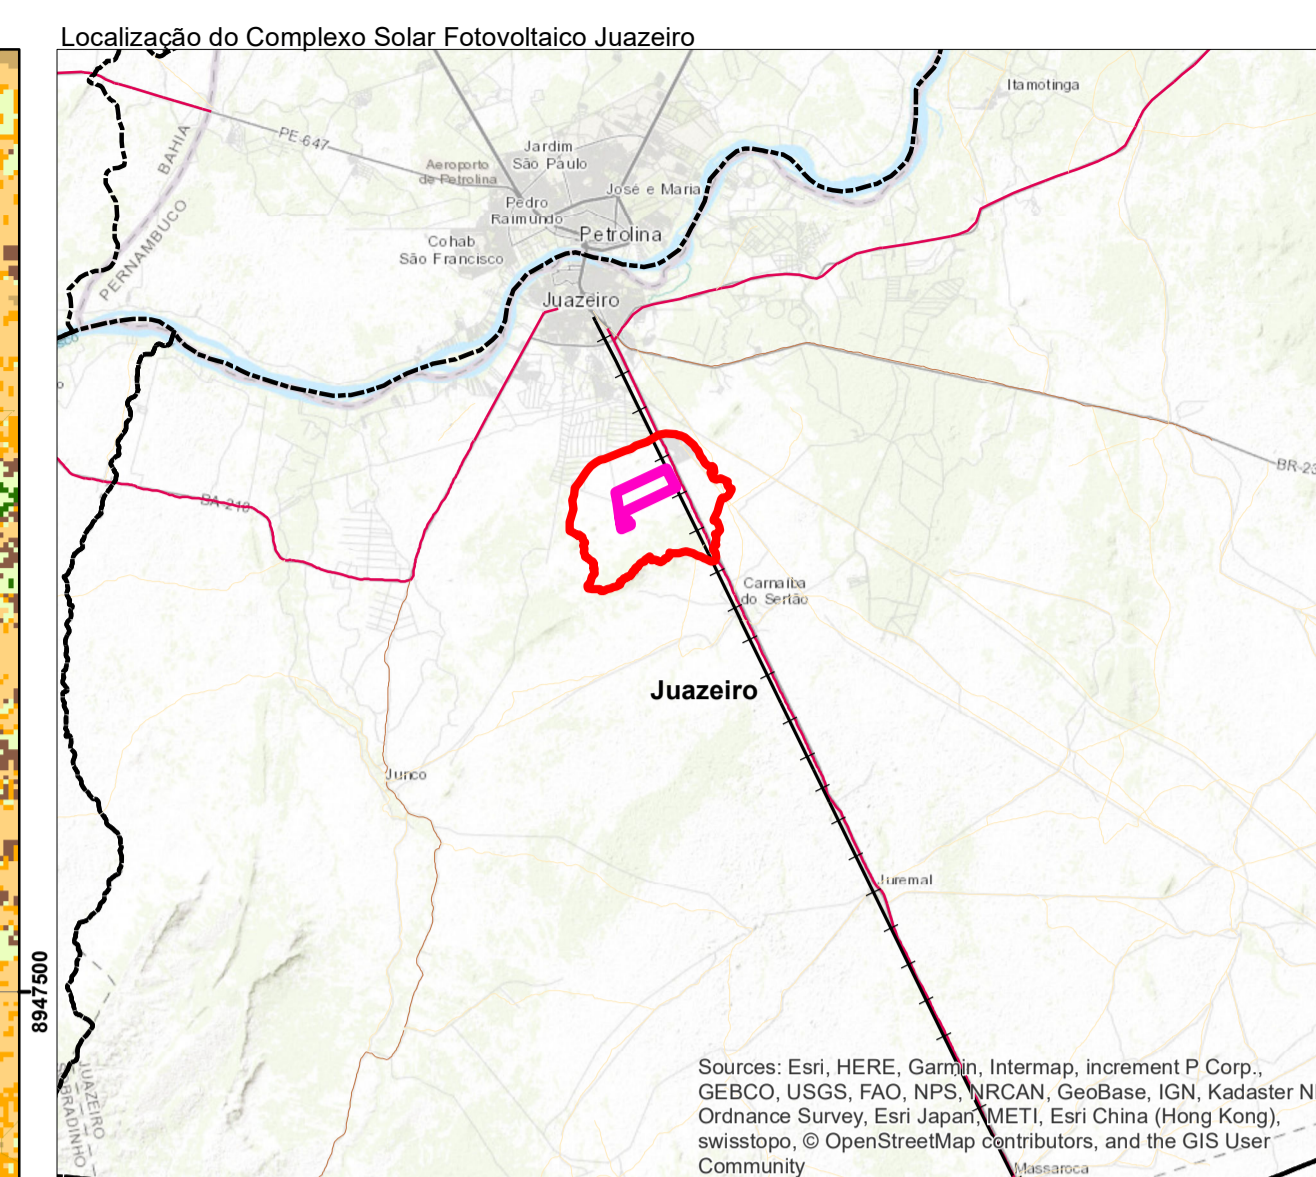 Localização do Complexo Solar Fotovoltaico Juazeiro
Itamotinga
PE-647
BAHIA
PERNAMBUCO
Jardim
São Paulo
Aeroporto
de Petrolina
José e Maria
Pedro
Raimundo
Petrolina
Cohab
São Francisco
Juazeiro
BR-23
BA-210
Carnaíba
do Sertão
Juazeiro
Junco
Juremal
8947500
JUAZEIRO
BRADINHO
Sources: Esri, HERE, Garmin, Intermap, increment P Corp.,
GEBCO, USGS, FAO, NPS, NRCAN, GeoBase, IGN, Kadaster N
Ordnance Survey, Esri Japan, METI, Esri China (Hong Kong),
swisstopo, © OpenStreetMap contributors, and the GIS User
Community
Massaroca